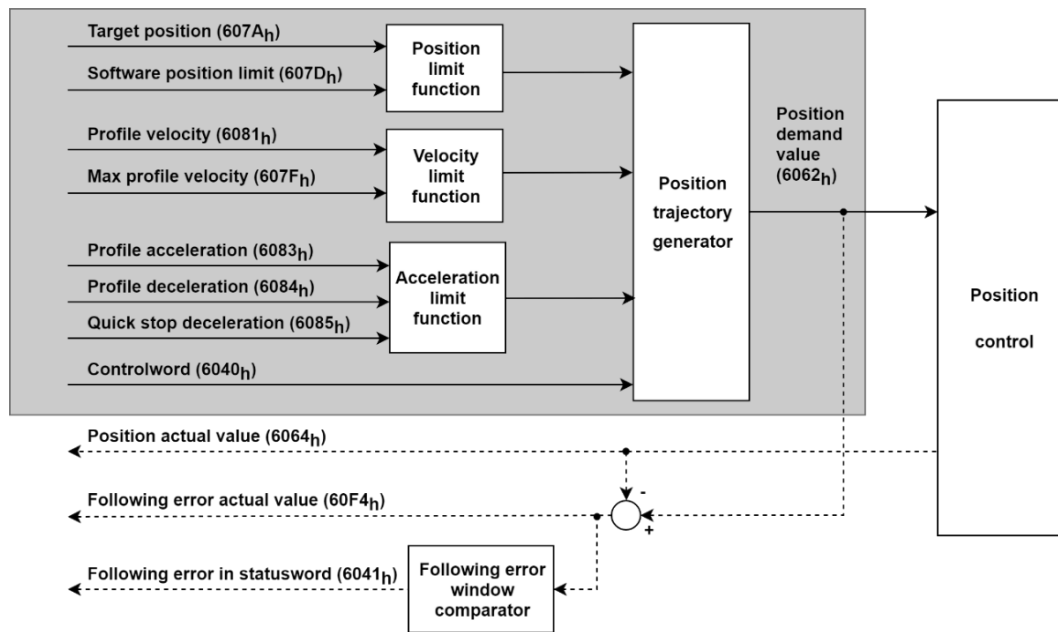 Target position (607Ah)
Software position limit (607Dh)
Position
limit
function
Profile velocity (6081h)
Max profile velocity (607Fh)
Velocity
limit
function
Profile acceleration (6083h)
Profile deceleration (6084h)
Quick stop deceleration (6085h)
Acceleration
limit
function
Controlword (6040h)
Position
trajectory
generator
Position
demand
value
(6062h)
Position
control
Position actual value (6064h)
-
Following error actual value (60F4h)
+
Following error in statusword (6041h)
Following error
window
comparator